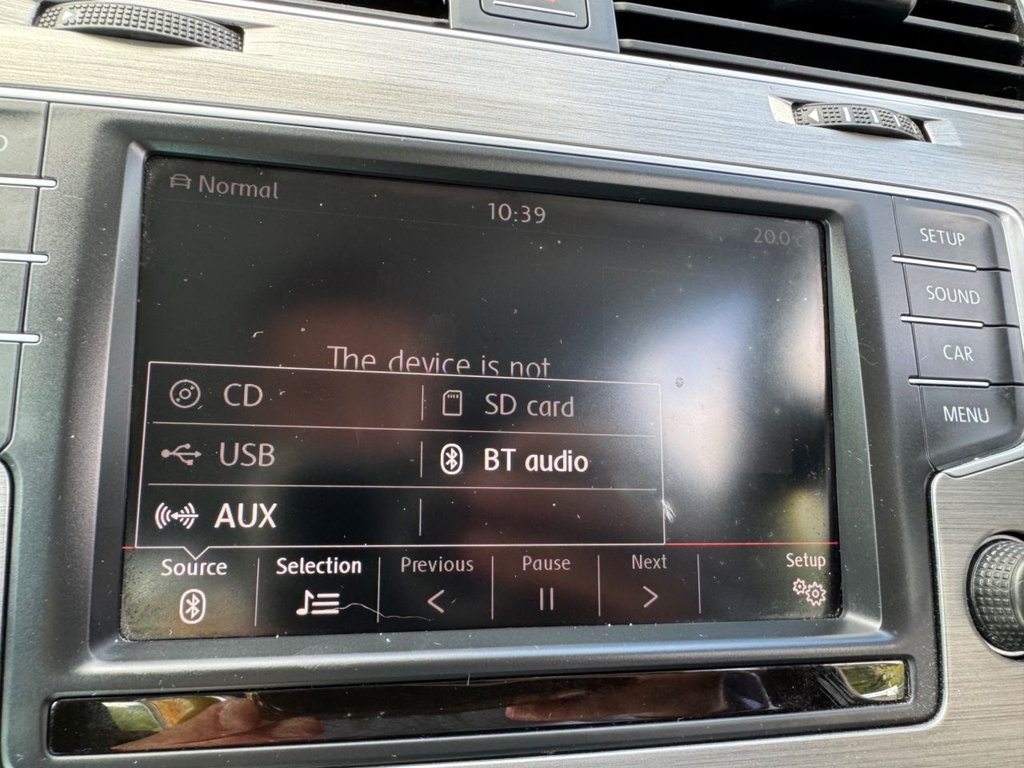 Normal
10:39
20.0
The device is not
CD
SD card
USB
BT audio
AUX
Source
Selection
Previous
Pause
Next
Setup
SETUP
SOUND
CAR
MENU